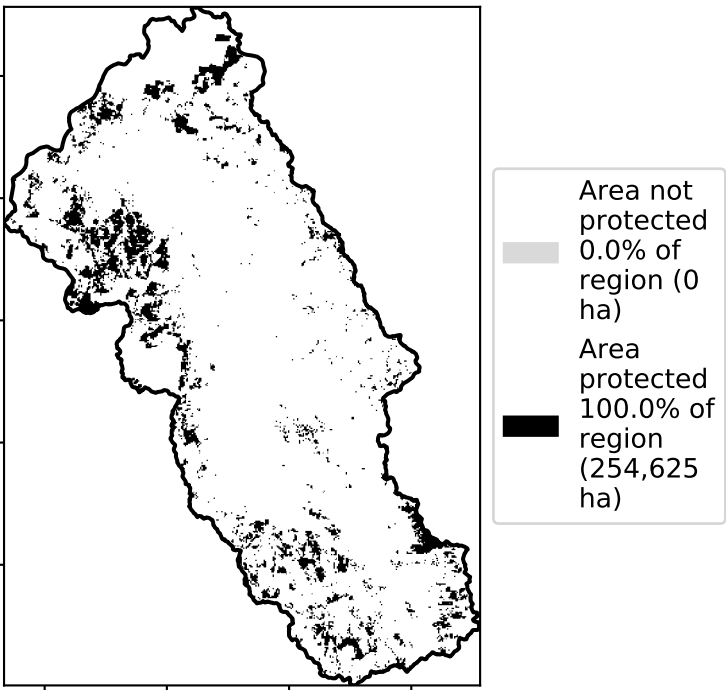 Area not
protected
0.0% of
region (0
ha)
Area
protected
100.0% of
region
(254,625
ha)